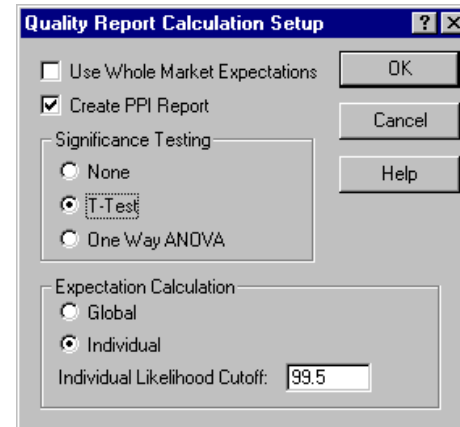 Quality Report Calculation Setup
Use Whole Market Expectations
OK
Create PPI Report
Cancel
Significance Testing
None
Help
T-Test
One Way ANOVA
Expectation Calculation
Global
Individual
Individual Likelihood Cutoff: 99.5